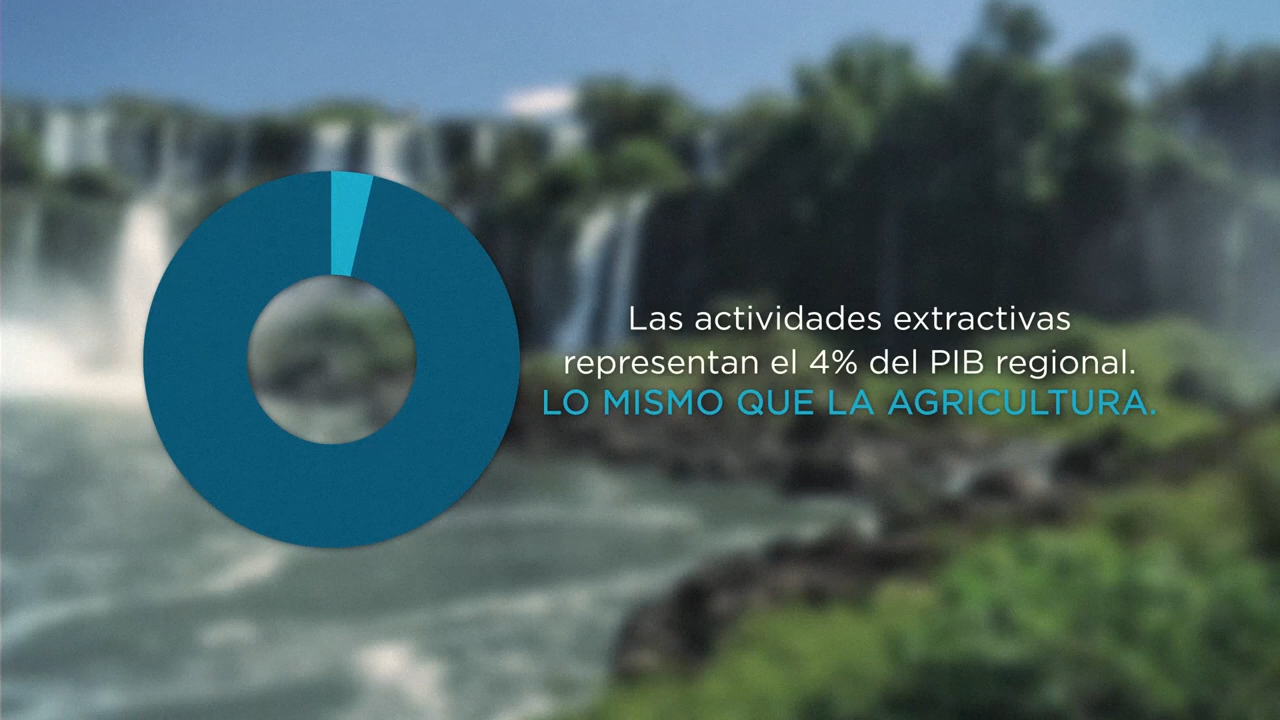 Las actividades extractivas
representan el 4% del PIB regional.
LO MISMO QUE LA AGRICULTURA.